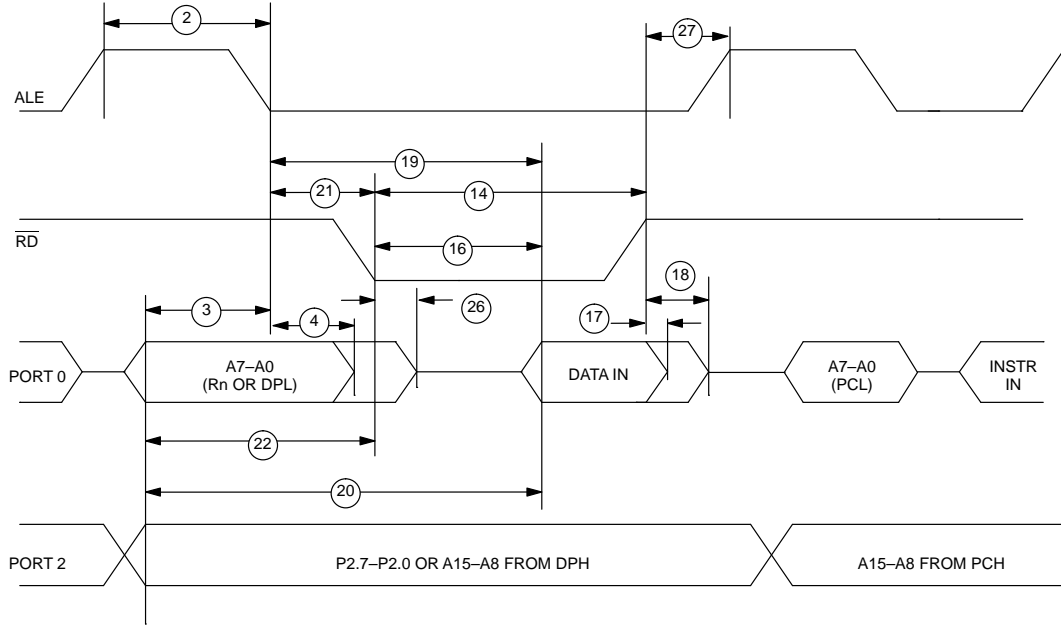 2
27
ALE
19
21
14
RD
16
18
3
4
26
17
PORT 0
A7–A0
(Rn OR DPL)
DATA IN
A7–A0
(PCL)
INSTR
IN
22
20
PORT 2
P2.7–P2.0 OR A15–A8 FROM DPH
A15–A8 FROM PCH